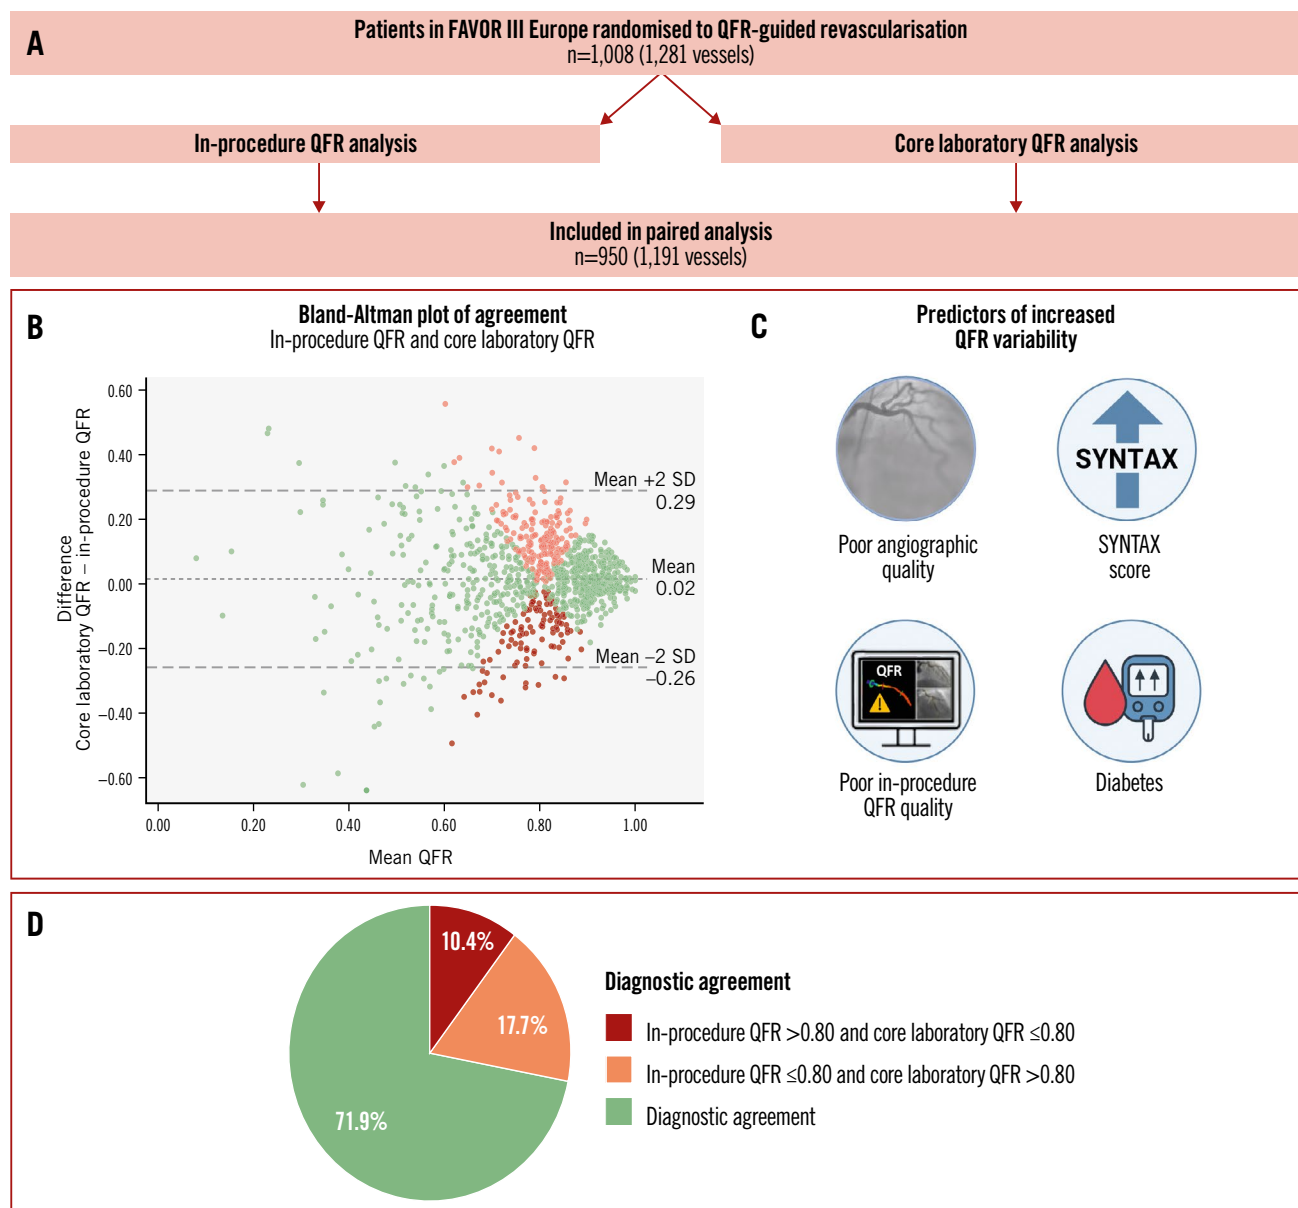 A
Patients in FAVOR III Europe randomised to QFR-guided revascularisation
n=1,008 (1,281 vessels)
In-procedure QFR analysis
Core laboratory QFR analysis
Included in paired analysis
n=950 (1,191 vessels)
B
Bland-Altman plot of agreement
In-procedure QFR and core laboratory QFR
Difference
Core laboratory QFR – in-procedure QFR
0.60
0.40
0.20
0.00
–0.20
–0.40
–0.60
Mean +2 SD
0.29
Mean
0.02
Mean –2 SD
–0.26
0.00
0.20
0.40
0.60
0.80
1.00
Mean QFR
C
Predictors of increased
QFR variability
Poor angiographic
quality
SYNTAX
SYNTAX
score
QFR
Poor in-procedure
QFR quality
Diabetes
D
10.4%
17.7%
71.9%
Diagnostic agreement
In-procedure QFR >0.80 and core laboratory QFR ≤0.80
In-procedure QFR ≤0.80 and core laboratory QFR >0.80
Diagnostic agreement